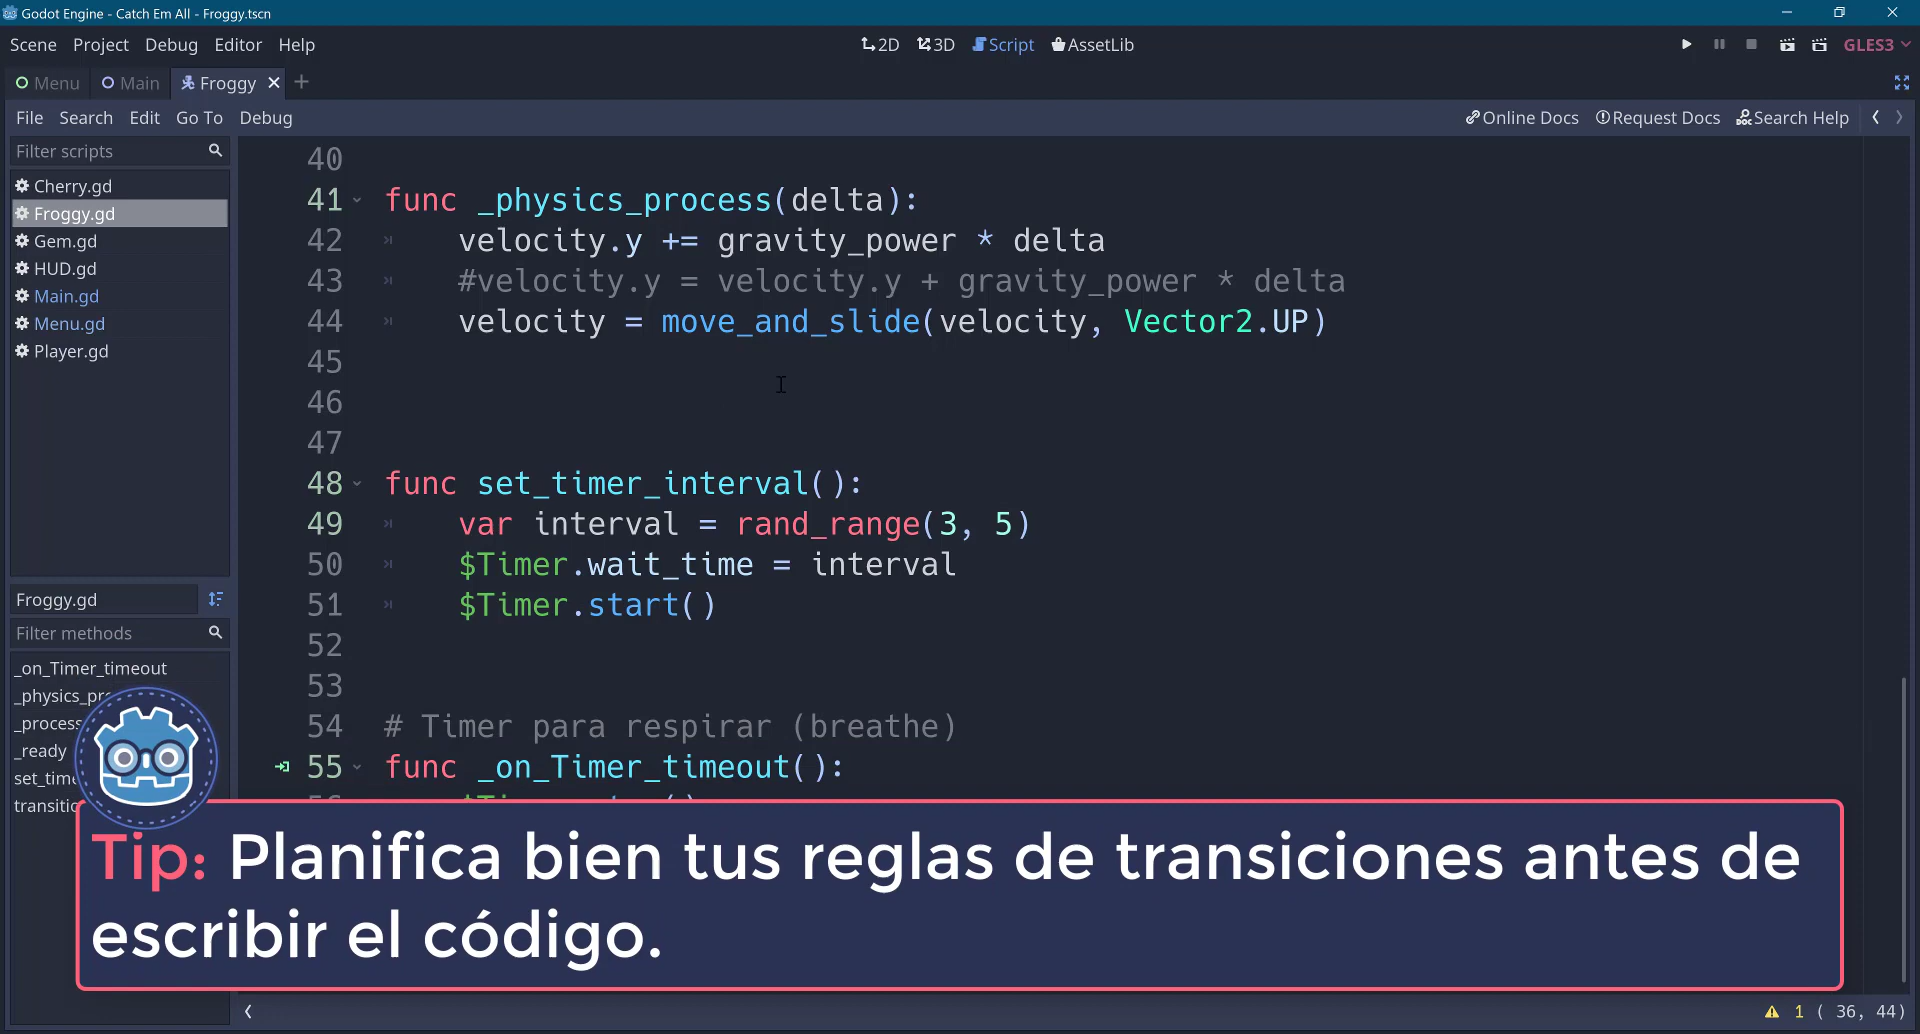 Godot Engine - Catch Em All - Froggy.tscn
Scene Project Debug Editor Help
2D 3D Script AssetLib
GLES3
Menu Main Froggy
File Search Edit Go To Debug
Online Docs Request Docs Search Help
Filter scripts
Cherry.gd
Froggy.gd
Gem.gd
HUD.gd
Main.gd
Menu.gd
Player.gd
Froggy.gd
Filter methods
_on_Timer_timeout
_physics_pro
_process
_ready
set_time
transitio
40
41 func _physics_process(delta):
42 velocity.y += gravity_power * delta
43 #velocity.y = velocity.y + gravity_power * delta
44 velocity = move_and_slide(velocity, Vector2.UP)
45
46
47
48 func set_timer_interval():
49 var interval = rand_range(3, 5)
50 $Timer.wait_time = interval
51 $Timer.start()
52
53
54 # Timer para respirar (breathe)
55 func _on_Timer_timeout():
Tip: Planifica bien tus reglas de transiciones antes de
escribir el código.
1 ( 36, 44)